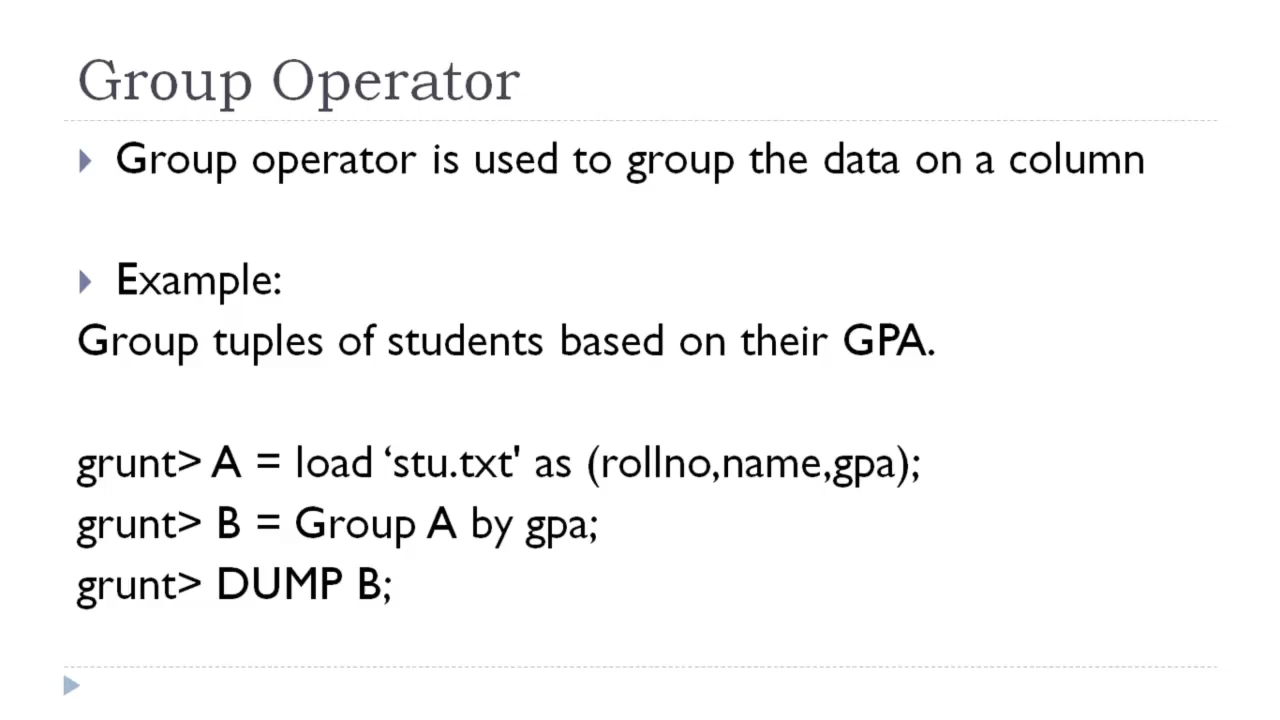 Group Operator
Group operator is used to group the data on a column
Example:
Group tuples of students based on their GPA.
grunt> A = load ‘stu.txt' as (rollno,name,gpa);
grunt> B = Group A by gpa;
grunt> DUMP B;